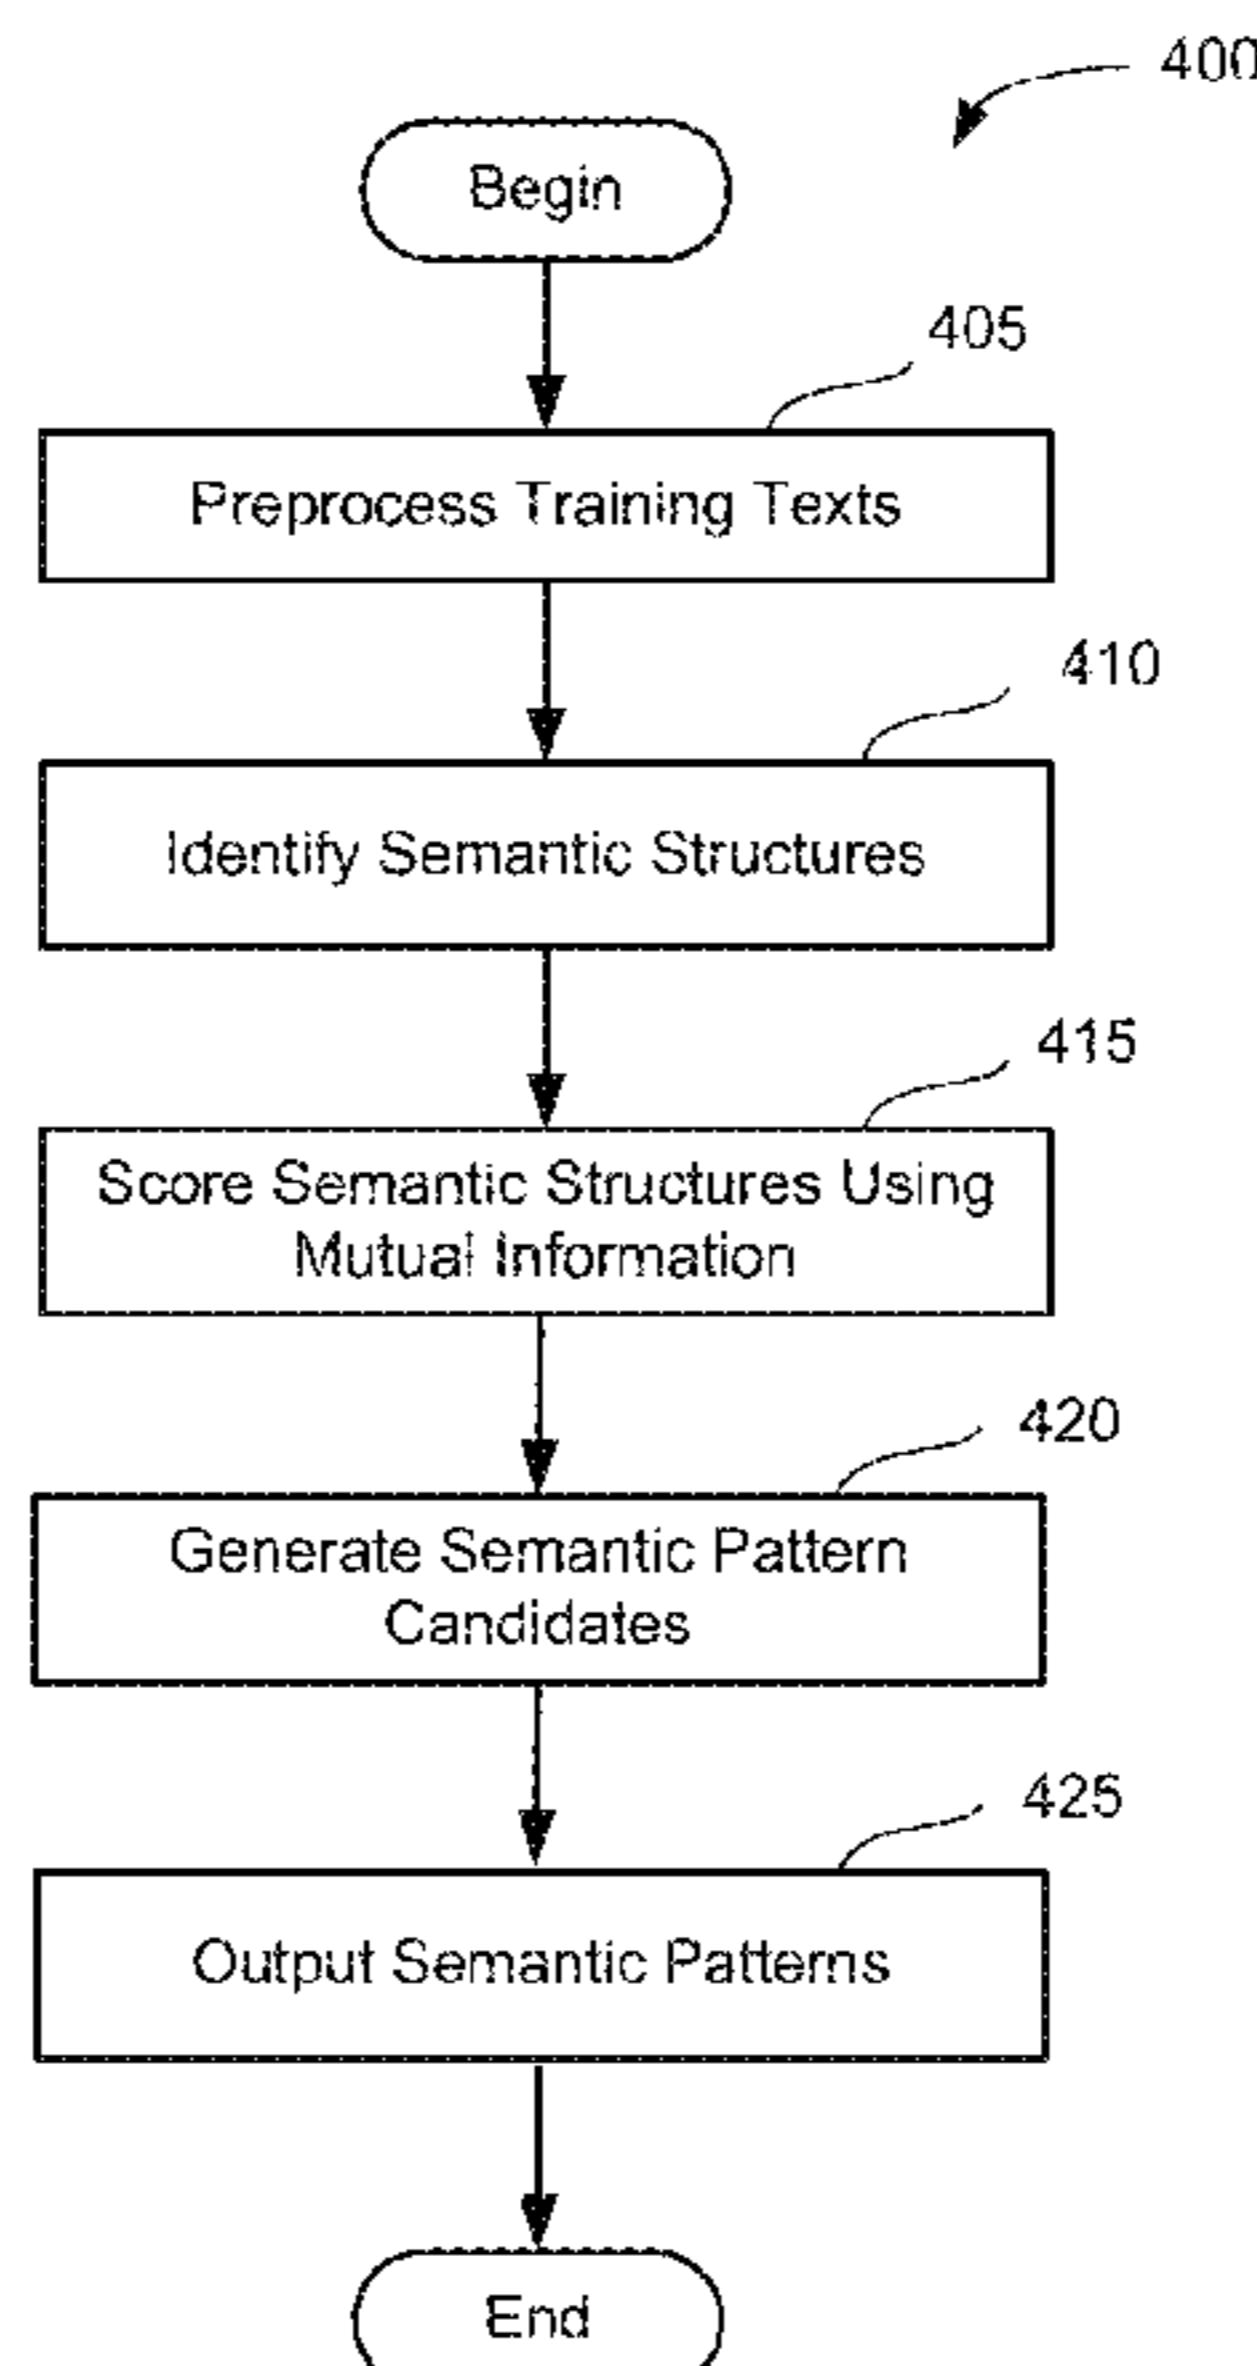 400
Begin
405
Preprocess Training Texts
410
Identify Semantic Structures
415
Score Semantic Structures Using
Mutual Information
420
Generate Semantic Pattern
Candidates
425
Output Semantic Patterns
End